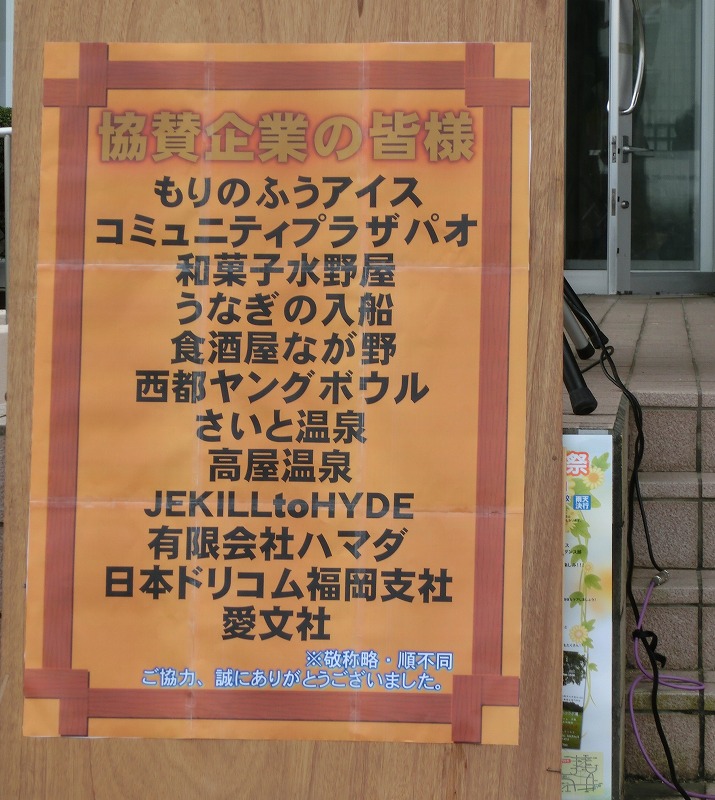 協賛企業の皆様
もりのふうアイス
コミュニティプラザパオ
和菓子水野屋
うなぎの入船
食酒屋なが野
西都ヤングボウル
さいと温泉
高屋温泉
JEKILLtoHYDE
有限会社ハマダ
日本ドリコム福岡支社
愛文社
※敬称略・順不同
ご協力、誠にありがとうございました。
祭
雨天
決行